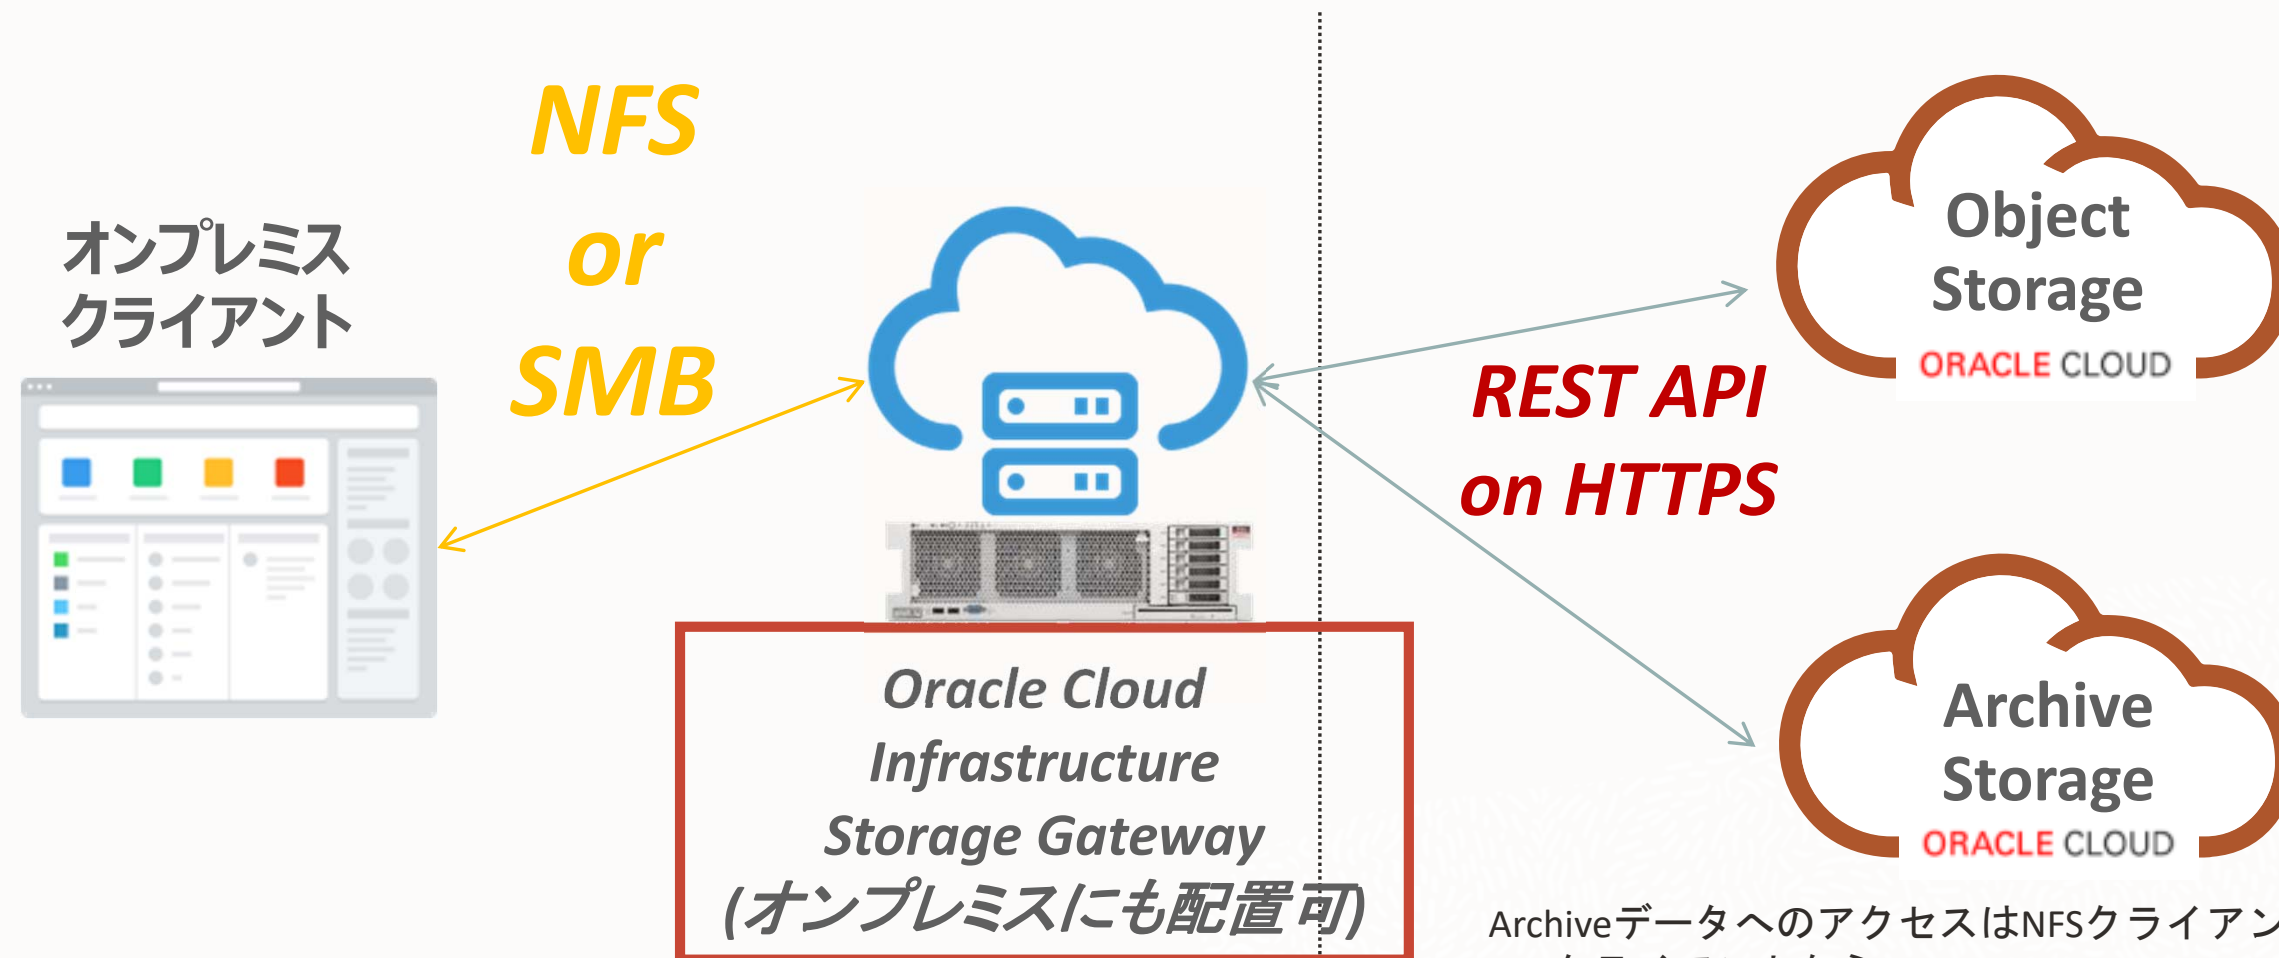 NFS
or
SMB
オンプレミス
クライアント
REST API
on HTTPS
Object
Storage
ORACLE CLOUD
Oracle Cloud
Infrastructure
Storage Gateway
(オンプレミスにも配置可)
Archive
Storage
ORACLE CLOUD
ArchiveデータへのアクセスはNFSクライアン